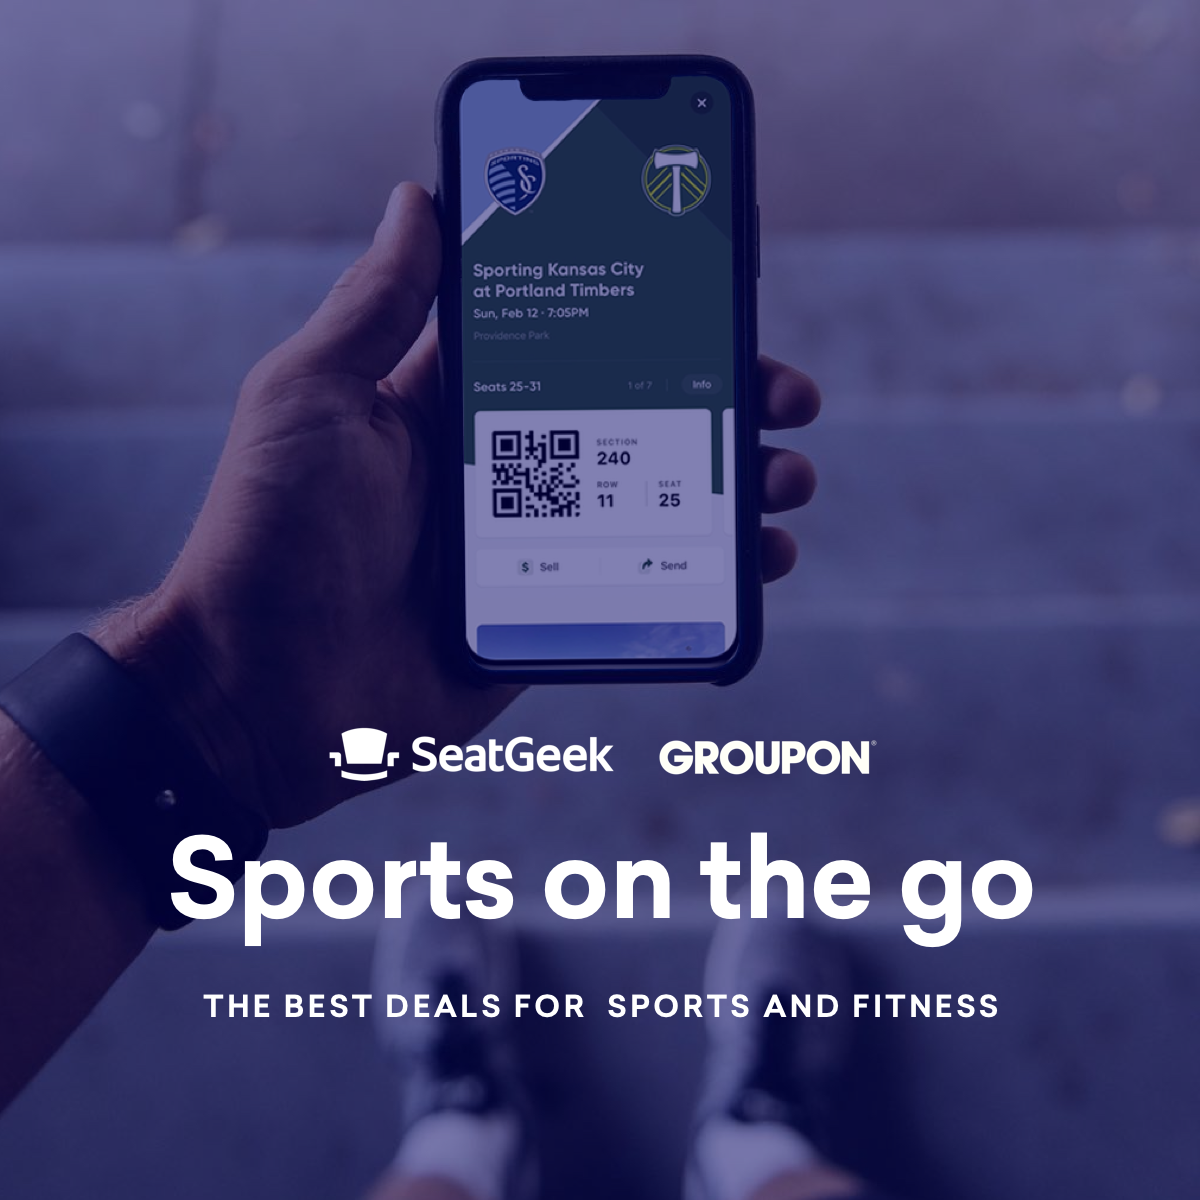 SPORTING
SC
Sporting Kansas City
at Portland Timbers
Sun, Feb 12 · 7:05PM
Providence Park
Seats 25-31
1 of 7
Info
SECTION
240
ROW
SEAT
11
25
$ Sell
Send
SeatGeek
GROUPON®
Sports on the go
THE BEST DEALS FOR SPORTS AND FITNESS